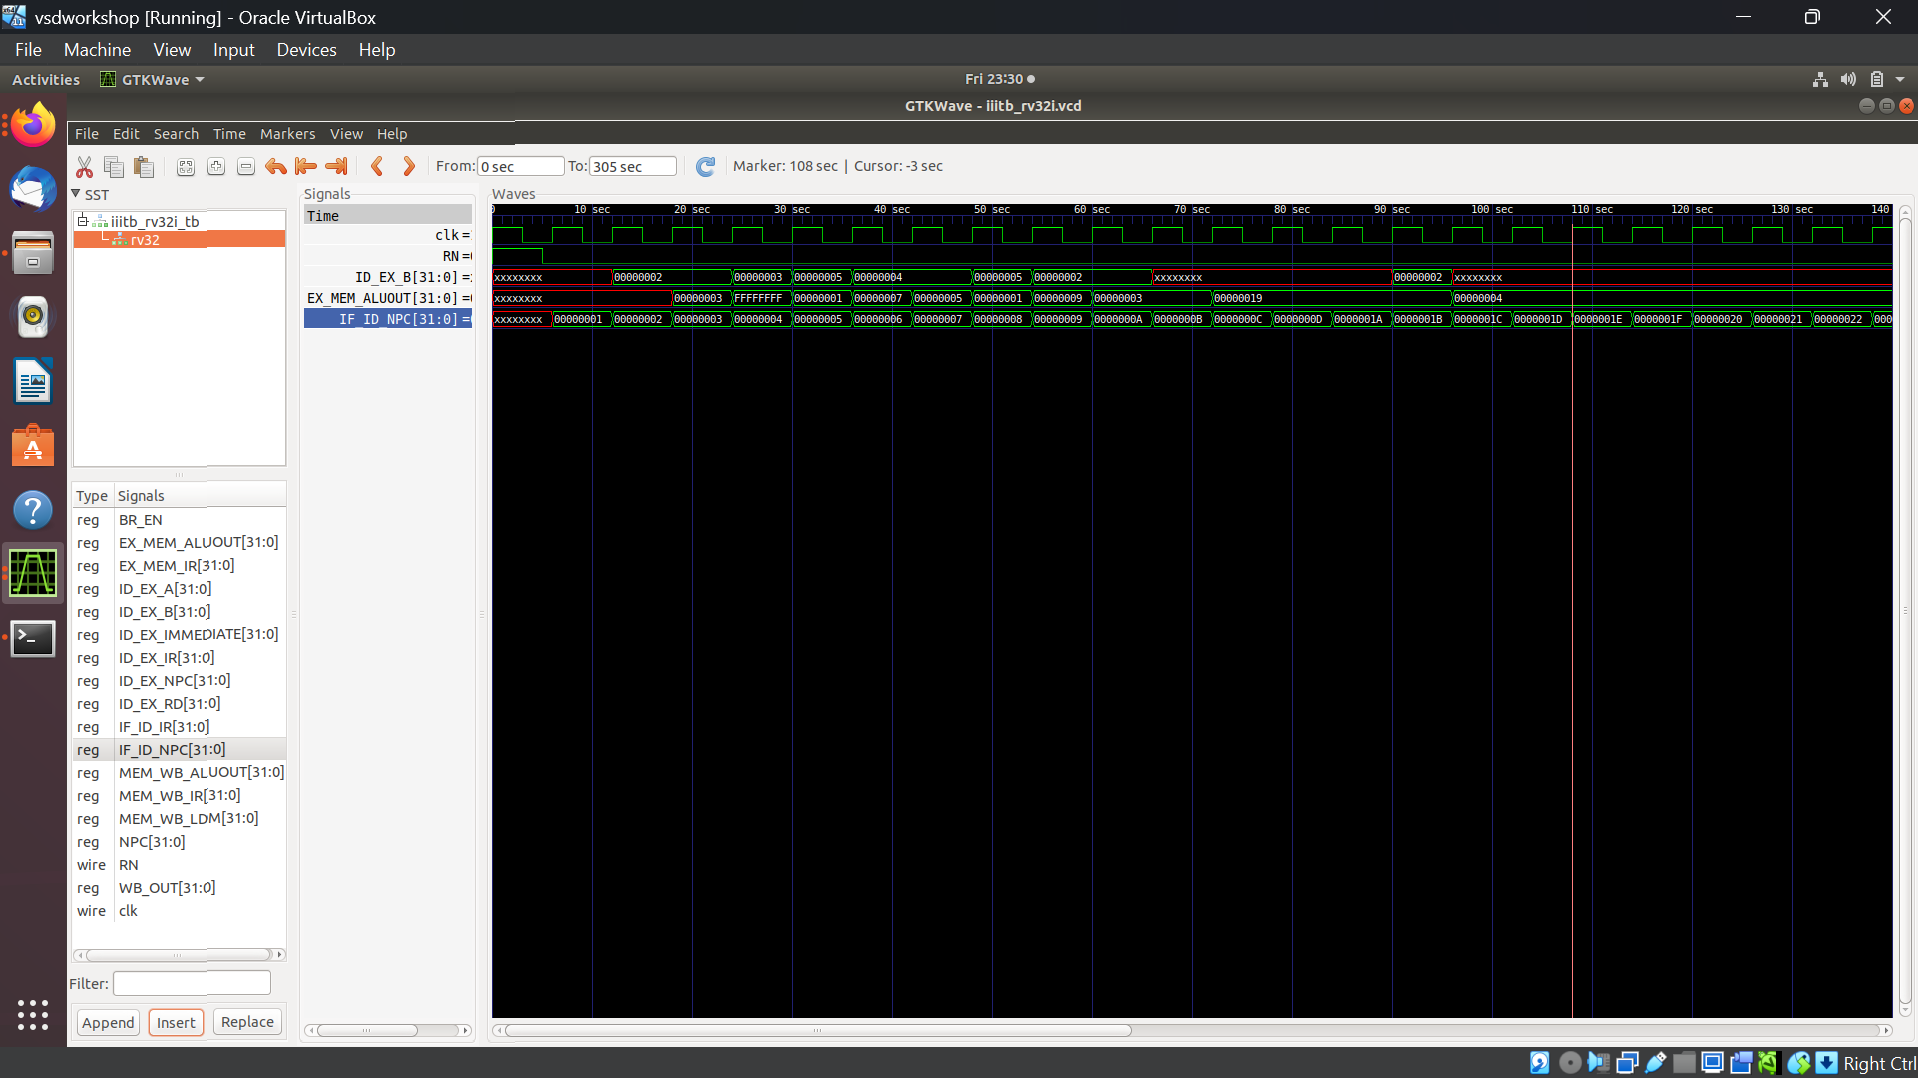 vsdworkshop [Running] - Oracle VirtualBox
File Machine View Input Devices Help
Activities GTKWave Fri 23:30
GTKWave - iiitb_rv32i.vcd
File Edit Search Time Markers View Help
From: 0 sec To: 305 sec Marker: 108 sec | Cursor: -3 sec
SST
iiitb_rv32i_tb
rv32
Type Signals
reg BR_EN
reg EX_MEM_ALUOUT[31:0]
reg EX_MEM_IR[31:0]
reg ID_EX_A[31:0]
reg ID_EX_B[31:0]
reg ID_EX_IMMEDIATE[31:0]
reg ID_EX_IR[31:0]
reg ID_EX_NPC[31:0]
reg ID_EX_RD[31:0]
reg IF_ID_IR[31:0]
reg IF_ID_NPC[31:0]
reg MEM_WB_ALUOUT[31:0]
reg MEM_WB_IR[31:0]
reg MEM_WB_LDM[31:0]
reg NPC[31:0]
wire RN
reg WB_OUT[31:0]
wire clk
Filter:
Append Insert Replace
Signals
Time
clk =
RN =
ID_EX_B[31:0] =
EX_MEM_ALUOUT[31:0] =
IF_ID_NPC[31:0] =
Waves
0 10 sec 20 sec 30 sec 40 sec 50 sec 60 sec 70 sec 80 sec 90 sec 100 sec 110 sec 120 sec 130 sec 140
xxxxxxxx 00000002 00000003 00000005 00000004 00000005 00000002 xxxxxxxx 00000002 xxxxxxxx
xxxxxxxx 00000003 FFFFFFFF 00000001 00000007 00000005 00000001 00000009 00000003 00000019 00000004
xxxxxxxx 00000001 00000002 00000003 00000004 00000005 00000006 00000007 00000008 00000009 0000000A 0000000B 0000000C 0000000D 0000001A 0000001B 0000001C 0000001D 0000001E 0000001F 00000020 00000021 00000022 000
Right Ctrl